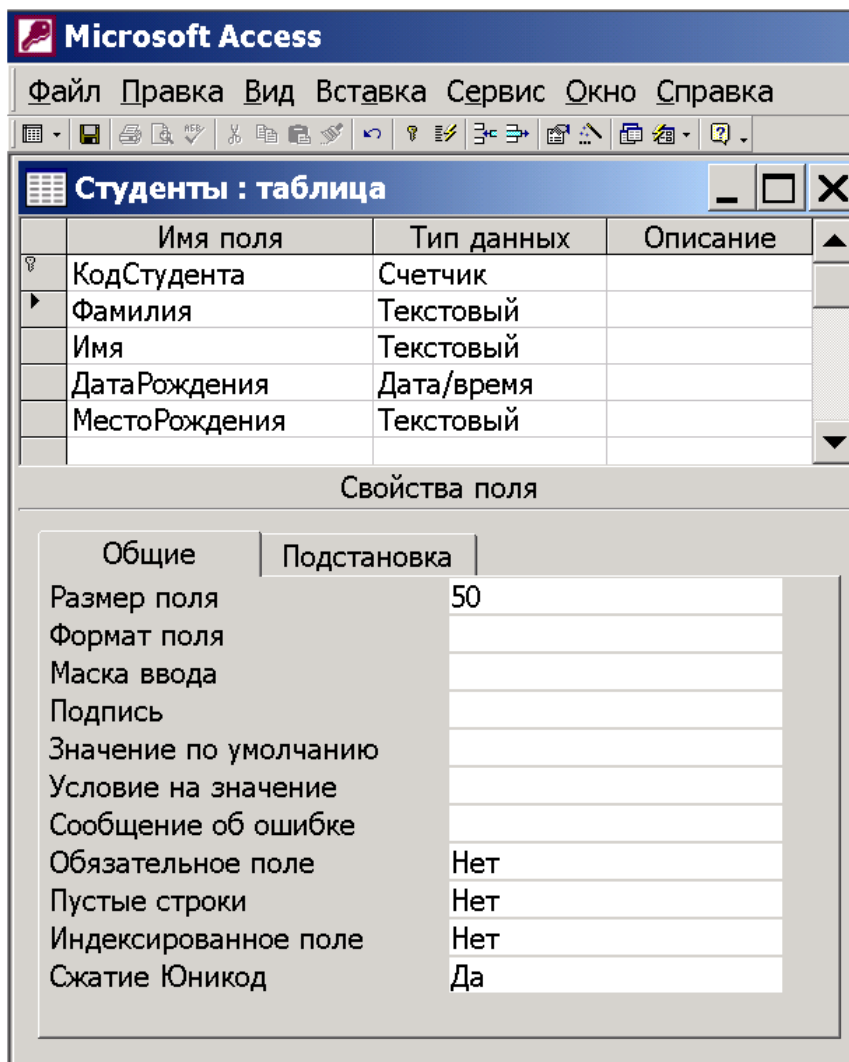 Microsoft Access
Файл Правка Вид Вставка Сервис Окно Справка
Студенты : таблица
Имя поля Тип данных Описание
КодСтудента Счетчик
Фамилия Текстовый
Имя Текстовый
ДатаРождения Дата/время
МестоРождения Текстовый
Свойства поля
Общие Подстановка
Размер поля 50
Формат поля
Маска ввода
Подпись
Значение по умолчанию
Условие на значение
Сообщение об ошибке
Обязательное поле Нет
Пустые строки Нет
Индексированное поле Нет
Сжатие Юникод Да